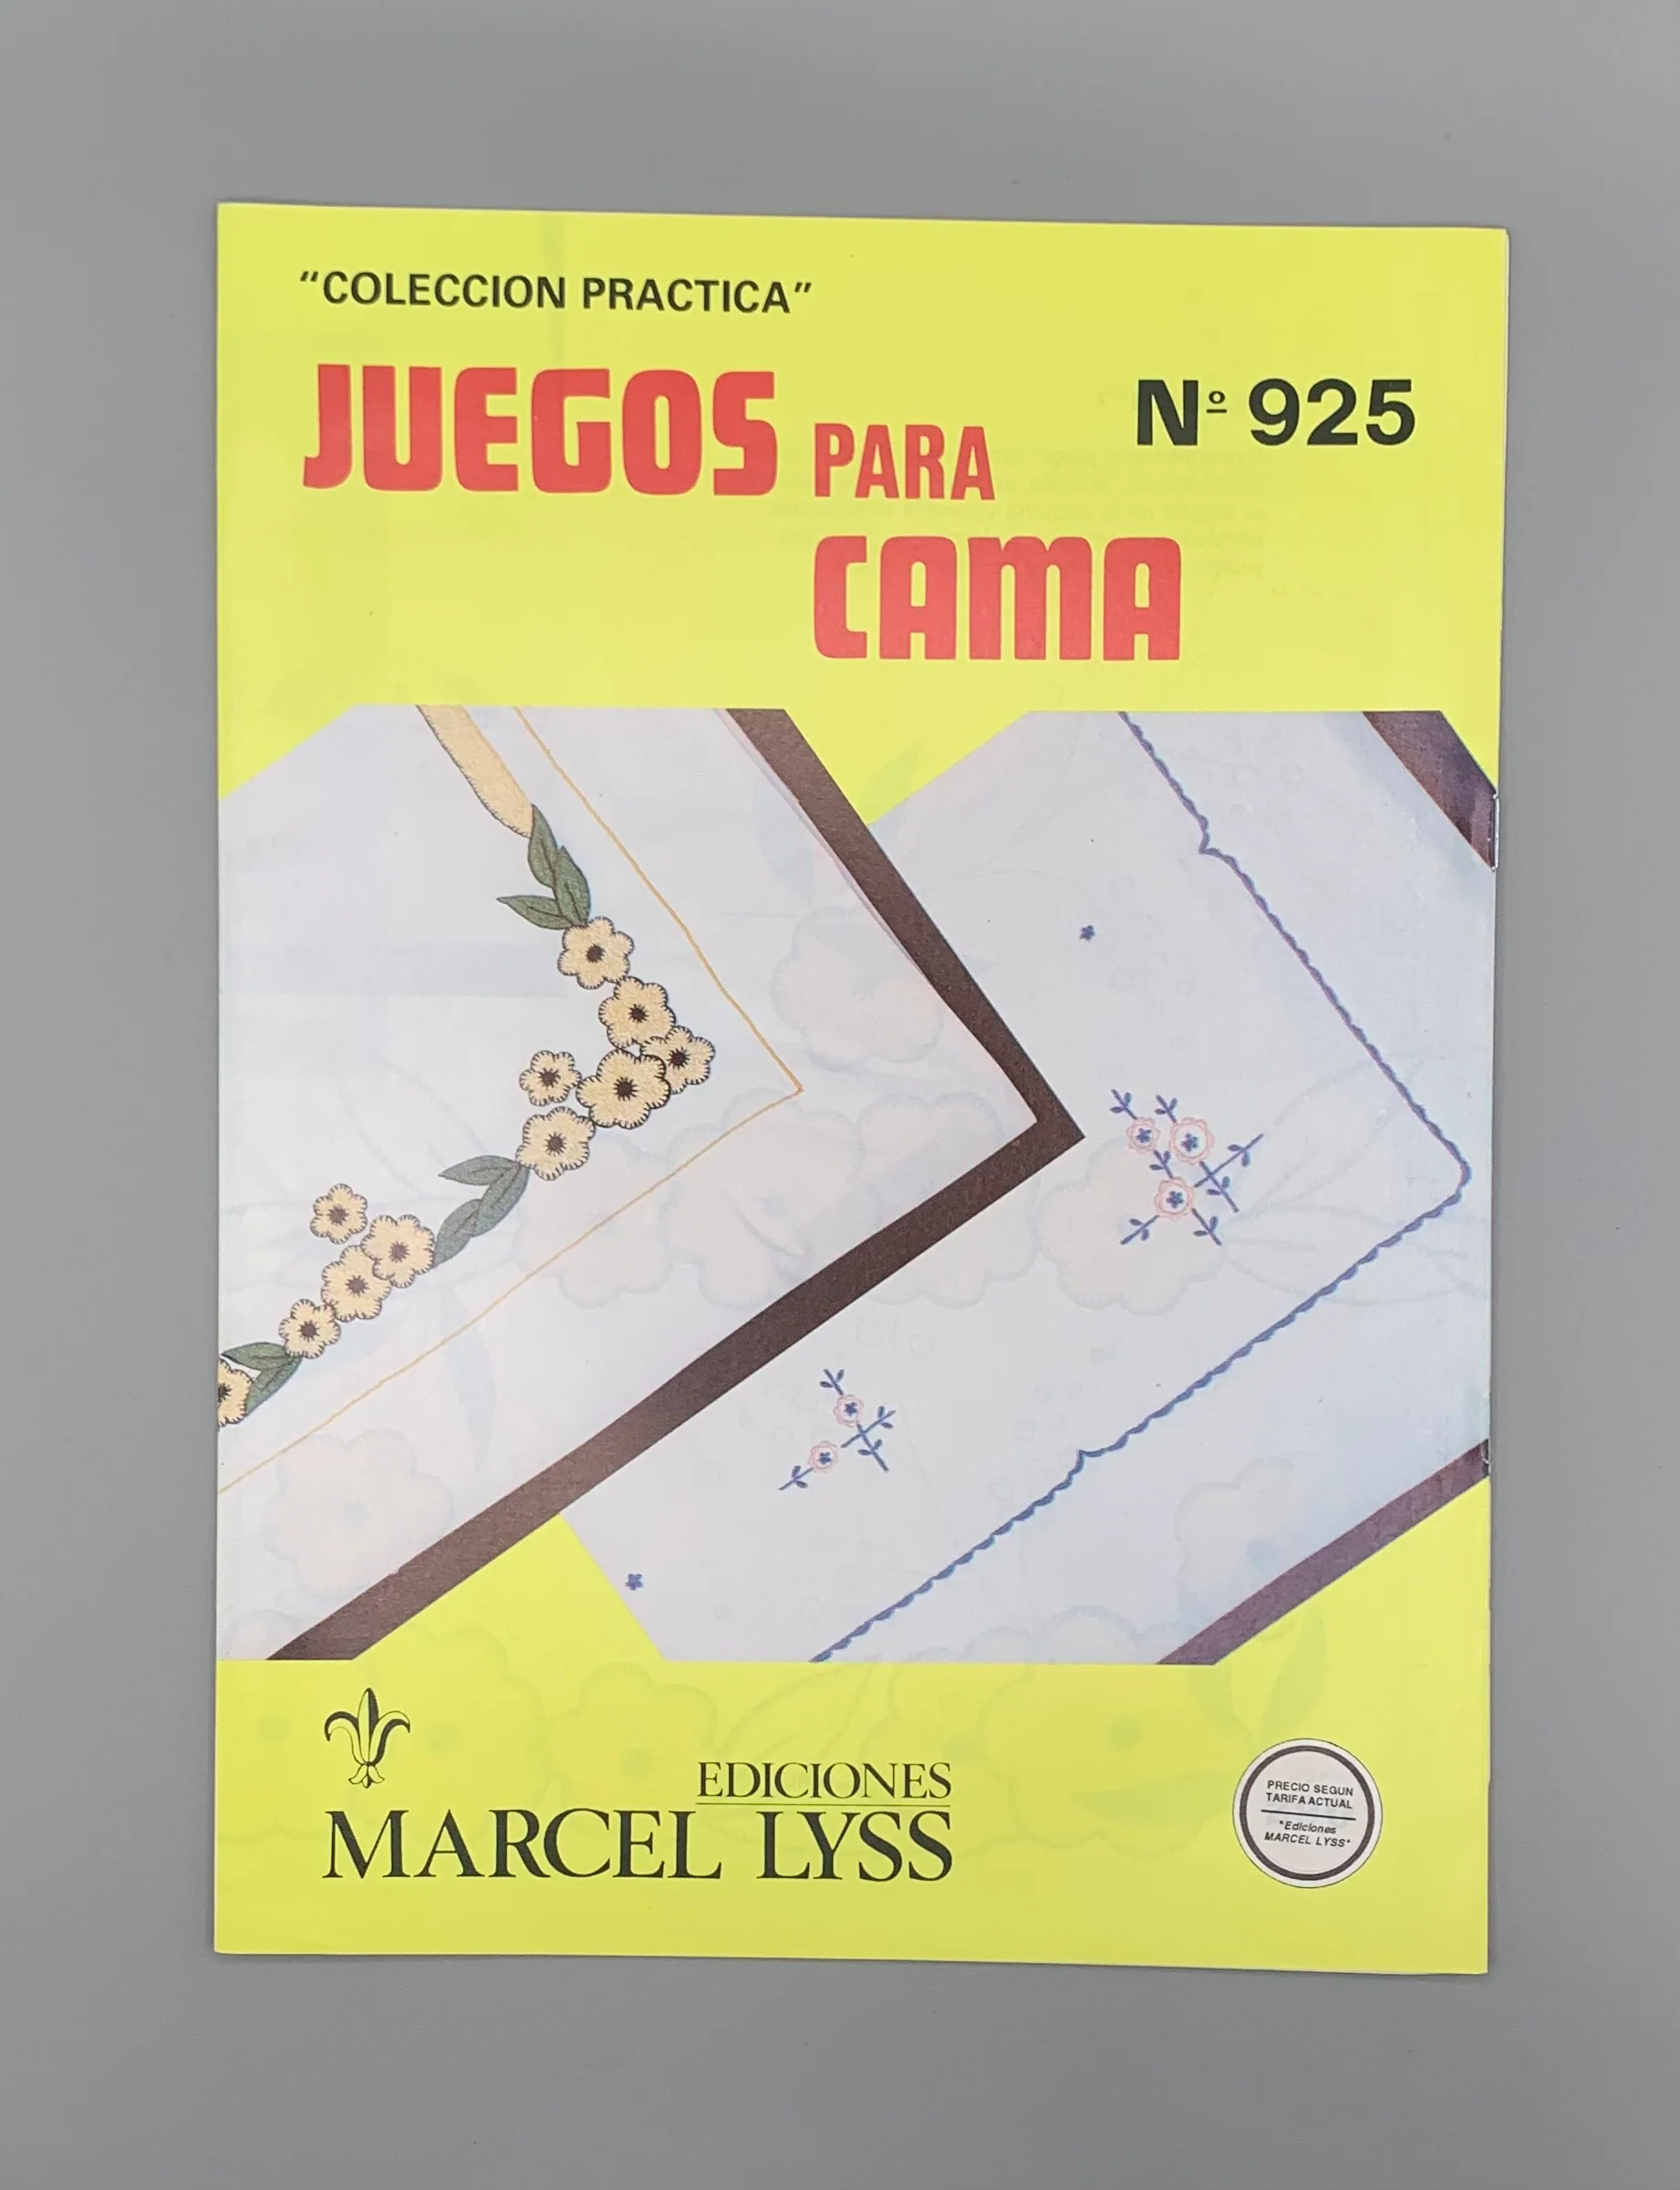 "COLECCION PRACTICA"
JUEGOS PARA
CAMA
Nº 925
EDICIONES
MARCEL LYSS
PRECIO SEGUN
TARIFA ACTUAL
"Ediciones
MARCEL LYSS"